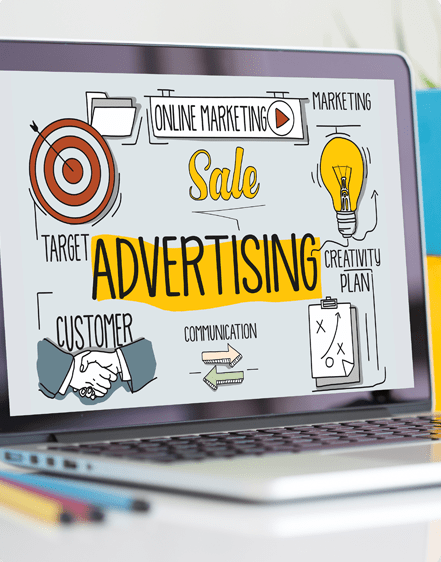 ONLINE MARKETING
MARKETING
Sale
TARGET
ADVERTISING
CREATIVITY
PLAN
CUSTOMER
COMMUNICATION
X
X
O